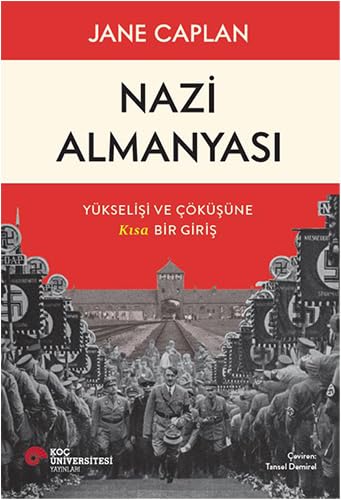 JANE CAPLAN
NAZİ
ALMANYASI
YÜKSELİŞİ VE ÇÖKÜŞÜNE
Kısa BİR GİRİŞ
KOÇ
ÜNİVERSİTESİ
YAYINLARI
Çeviren:
Tansel Demirel